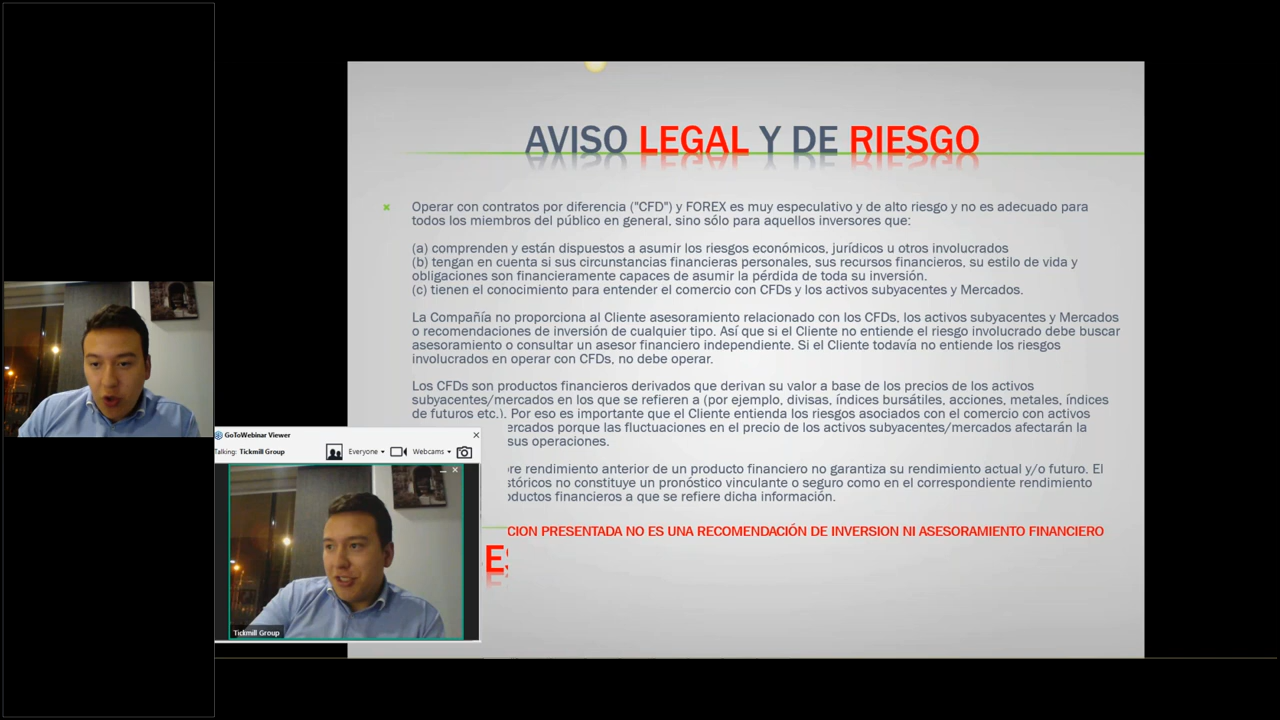 AVISO LEGAL Y DE RIESGO
Operar con contratos por diferencia ("CFD") y FOREX es muy especulativo y de alto riesgo y no es adecuado para
todos los miembros del público en general, sino sólo para aquellos inversores que:
(a) comprenden y están dispuestos a asumir los riesgos económicos, jurídicos u otros involucrados
(b) tengan en cuenta si sus circunstancias financieras personales, sus recursos financieros, su estilo de vida y
obligaciones son financieramente capaces de asumir la pérdida de toda su inversión.
(c) tienen el conocimiento para entender el comercio con CFDs y los activos subyacentes y Mercados.
La Compañía no proporciona al Cliente asesoramiento relacionado con los CFDs, los activos subyacentes y Mercados
o recomendaciones de inversión de cualquier tipo. Así que si el Cliente no entiende el riesgo involucrado debe buscar
asesoramiento o consultar un asesor financiero independiente. Si el Cliente todavía no entiende los riesgos
involucrados en operar con CFDs, no debe operar.
Los CFDs son productos financieros derivados que derivan su valor a base de los precios de los activos
subyacentes/mercados en los que se refieren a (por ejemplo, divisas, índices bursátiles, acciones, metales, índices
de futuros etc.). Por eso es importante que el Cliente entienda los riesgos asociados con el comercio con activos
ercados porque las fluctuaciones en el precio de los activos subyacentes/mercados afectarán la
sus operaciones.
re rendimiento anterior de un producto financiero no garantiza su rendimiento actual y/o futuro. El
stóricos no constituye un pronóstico vinculante o seguro como en el correspondiente rendimiento
oductos financieros a que se refiere dicha información.
CION PRESENTADA NO ES UNA RECOMENDACIÓN DE INVERSION NI ASESORAMIENTO FINANCIERO
ES
GoToWebinar Viewer
Talking: Tickmill Group
Everyone
Webcams
Tickmill Group